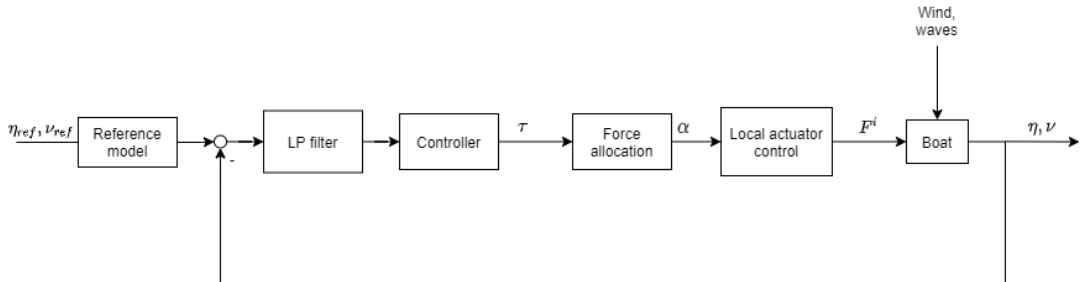 Wind,
waves
η_ref, ν_ref
Reference
model
-
LP filter
Controller
τ
Force
allocation
α
Local actuator
control
F^i
Boat
η, ν